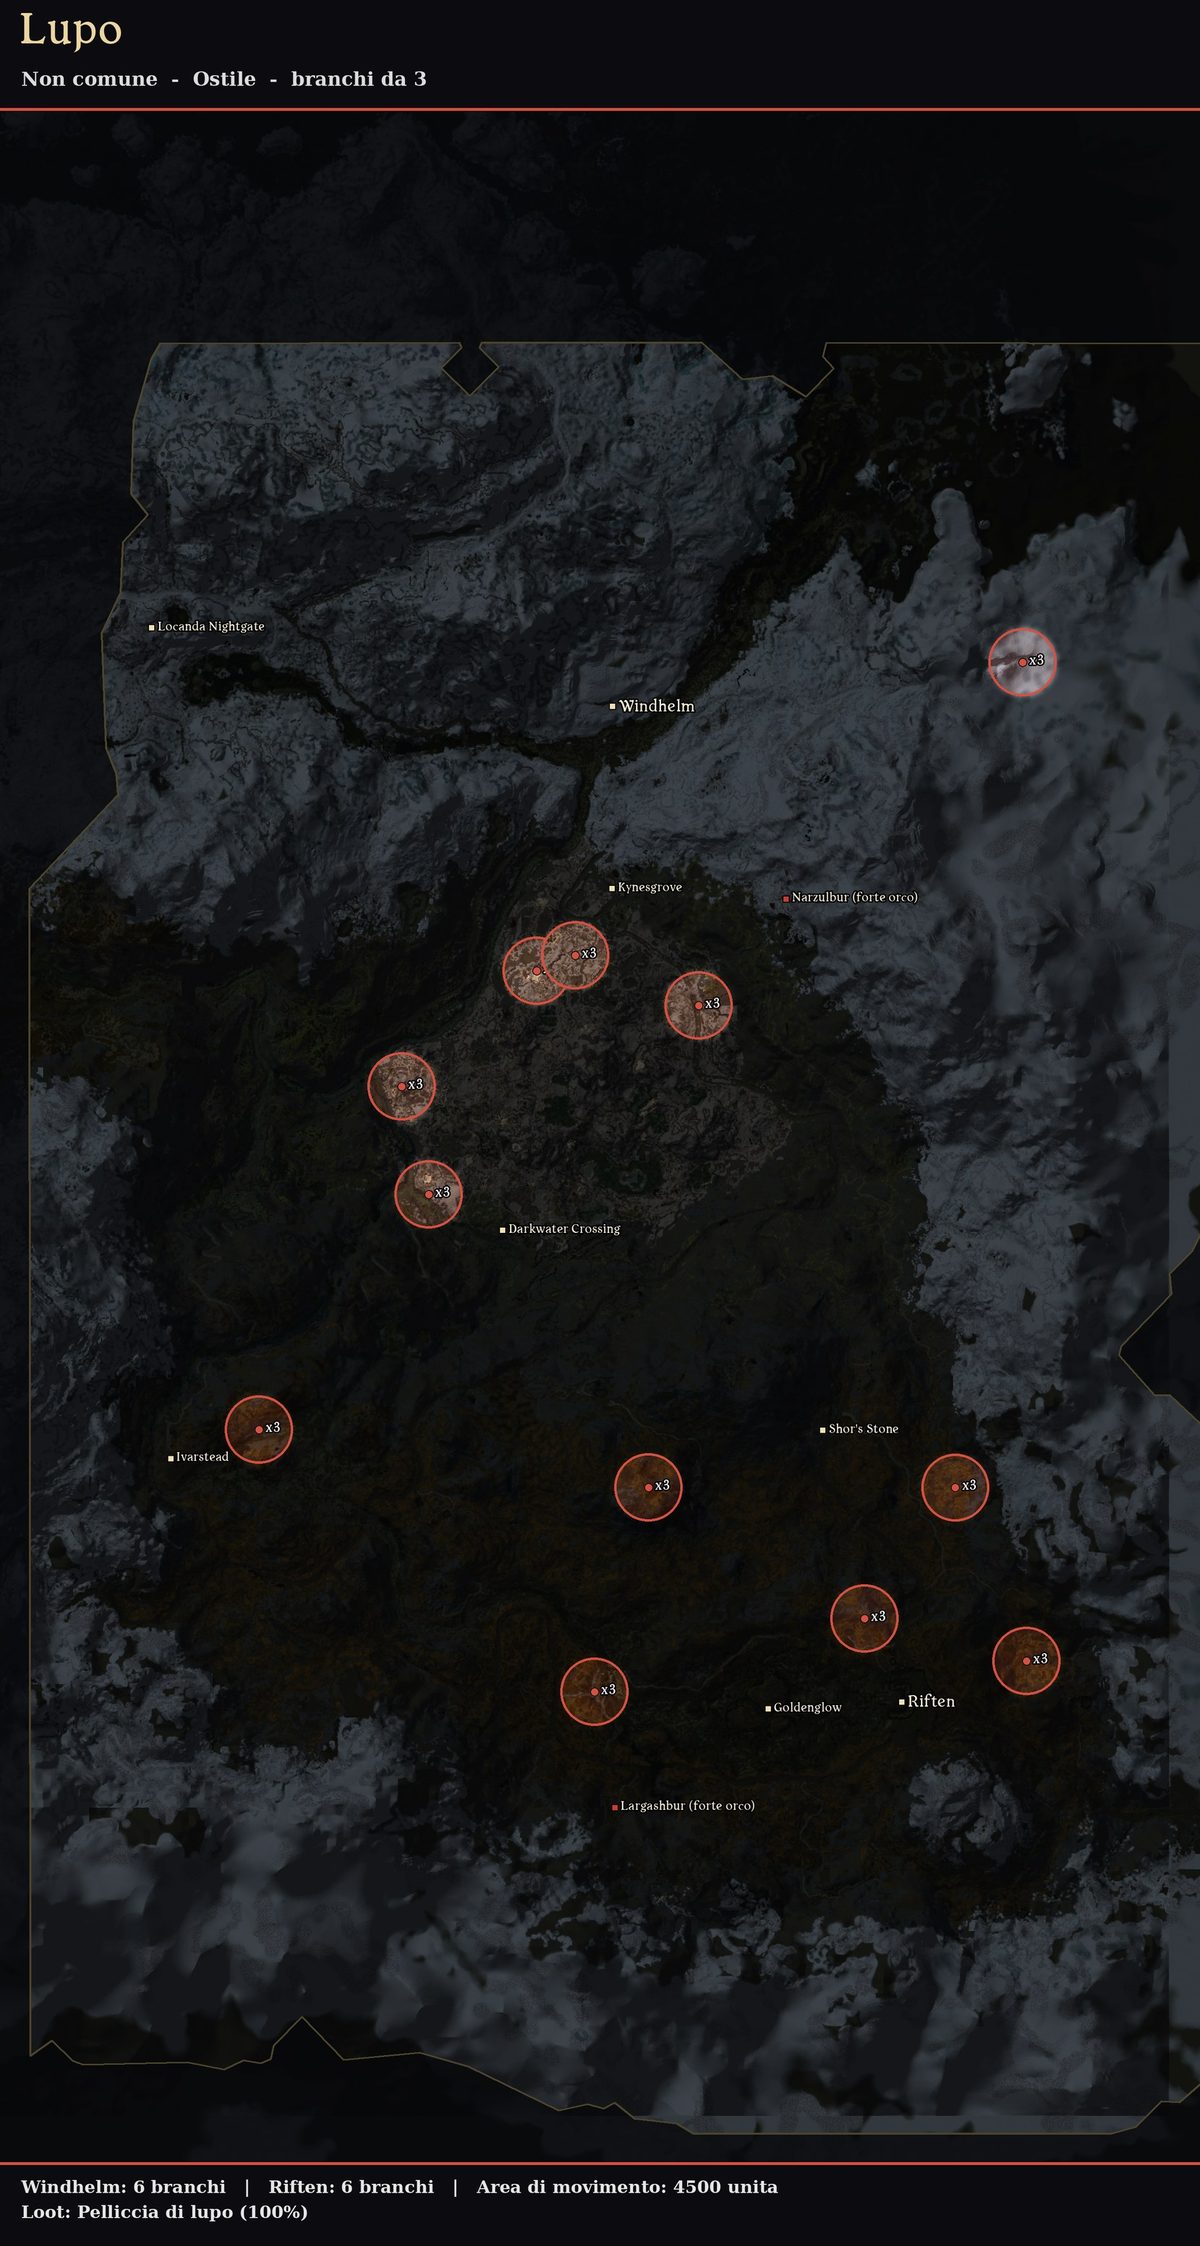 Lupo
Non comune - Ostile - branchi da 3
Locanda Nightgate
x3
Windhelm
Kynesgrove
Narzulbur (forte orco)
x3
x3
x3
x3
Darkwater Crossing
x3
Shor's Stone
Ivarstead
x3
x3
x3
x3
x3
Riften
Goldenglow
Largashbur (forte orco)
Windhelm: 6 branchi | Riften: 6 branchi | Area di movimento: 4500 unita
Loot: Pelliccia di lupo (100%)